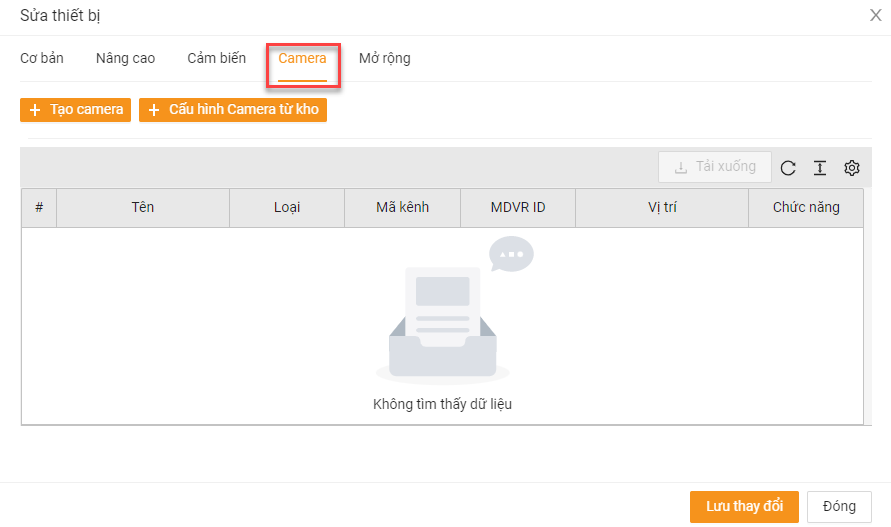 Sửa thiết bị
Cơ bản Nâng cao Cảm biến Camera Mở rộng
+ Tạo camera + Cấu hình Camera từ kho
Tải xuống
# Tên Loại Mã kênh MDVR ID Vị trí Chức năng
Không tìm thấy dữ liệu
Lưu thay đổi Đóng